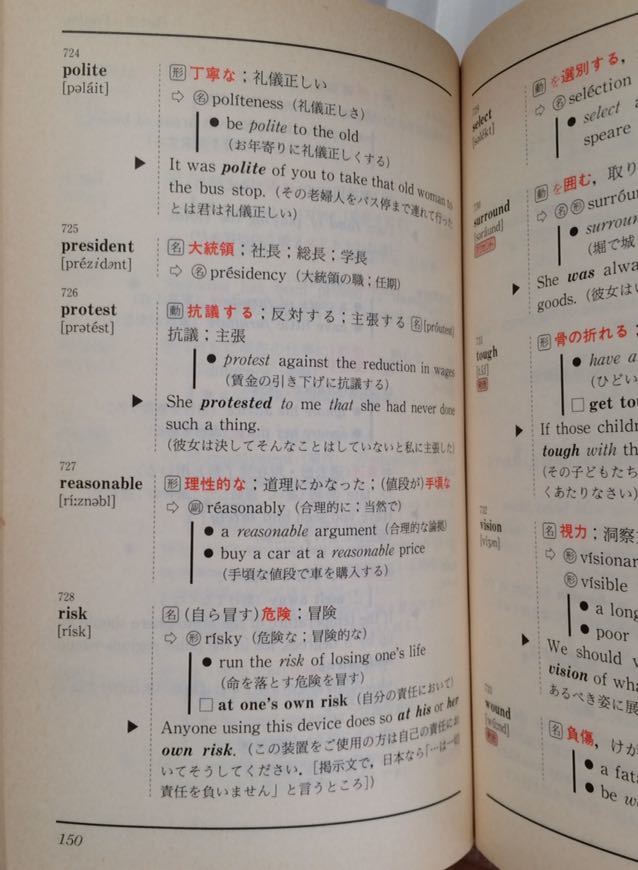 724
polite
[pəláit]
形 丁寧な；礼儀正しい
⇨ 名 políteness（礼儀正しさ）
● be polite to the old
（お年寄りに礼儀正しくする）
▶ It was polite of you to take that old woman to
the bus stop.（その老婦人をバス停まで連れて行った
とは君は礼儀正しい）
725
president
[prézidənt]
名 大統領；社長；総長；学長
⇨ 名 présidency（大統領の職；任期）
726
protest
[prətést]
動 抗議する；反対する；主張する 名[próutest]
抗議；主張
● protest against the reduction in wages
（賃金の引き下げに抗議する）
▶ She protested to me that she had never done
such a thing.
（彼女は決してそんなことはしていないと私に主張した）
727
reasonable
[ríːznəbl]
形 理性的な；道理にかなった；（値段が）手頃な
⇨ 副 réasonably（合理的に；当然で）
● a reasonable argument（合理的な論拠）
● buy a car at a reasonable price
（手頃な値段で車を購入する）
728
risk
[rísk]
名（自ら冒す）危険；冒険
⇨ 形 rísky（危険な；冒険的な）
● run the risk of losing one's life
（命を落とす危険を冒す）
□ at one's own risk（自分の責任において）
▶ Anyone using this device does so at his or her
own risk.（この装置をご使用の方は自己の責任にお
いてそうしてください．[掲示文で，日本なら「…は一切
責任を負いません」と言うところ]）
150
select
[səlékt]
動 を選別する，
⇨ 名 seléction
● select
speare
730
surround
[səráund]
動 を囲む，取り
⇨ 名 形 surróu
● surroun
（堀で城
▶ She was alwa
goods.（彼女はい
731
tough
[tʌ́f]
発音
形 骨の折れる；
● have a
（ひどい
□ get tou
▶ If those childr
tough with th
（その子どもたち
くあたりなさい）
732
vision
[víʒən]
名 視力；洞察
⇨ 形 vísionar
形 vísible
● a long
● poor
▶ We should v
vision of wha
あるべき姿に展
733
wound
[wúːnd]
発音
名 負傷，けが
● a fata
● be w